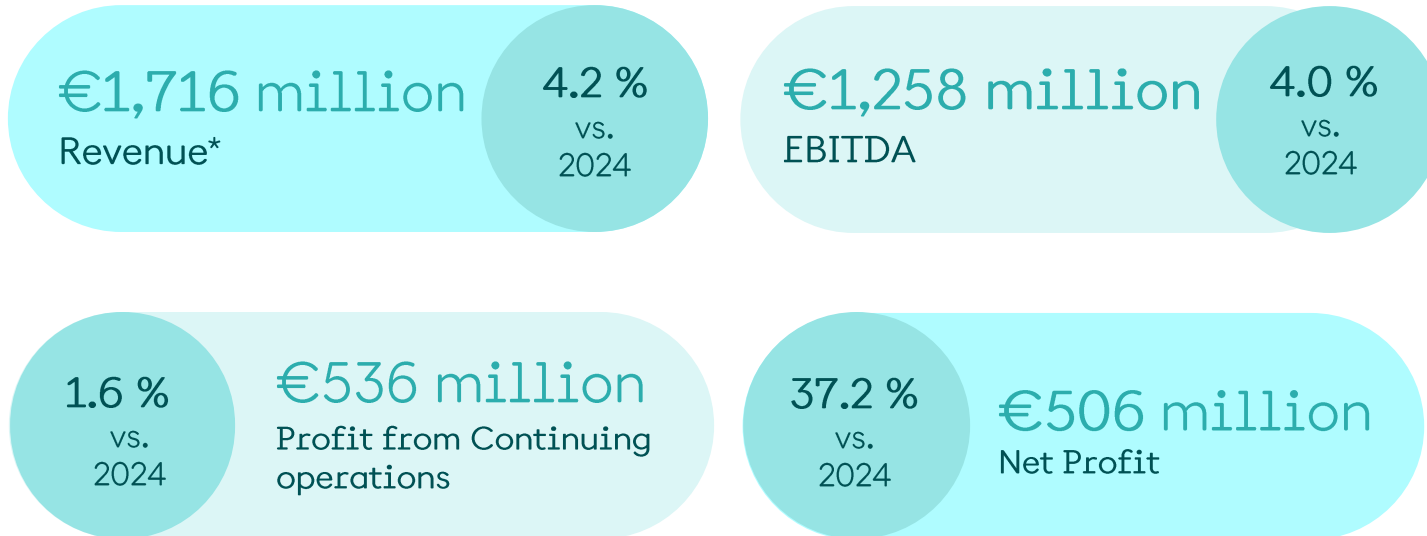 €1,716 million
Revenue*
4.2 %
vs.
2024
€1,258 million
EBITDA
4.0 %
vs.
2024
1.6 %
vs.
2024
€536 million
Profit from Continuing
operations
37.2 %
vs.
2024
€506 million
Net Profit